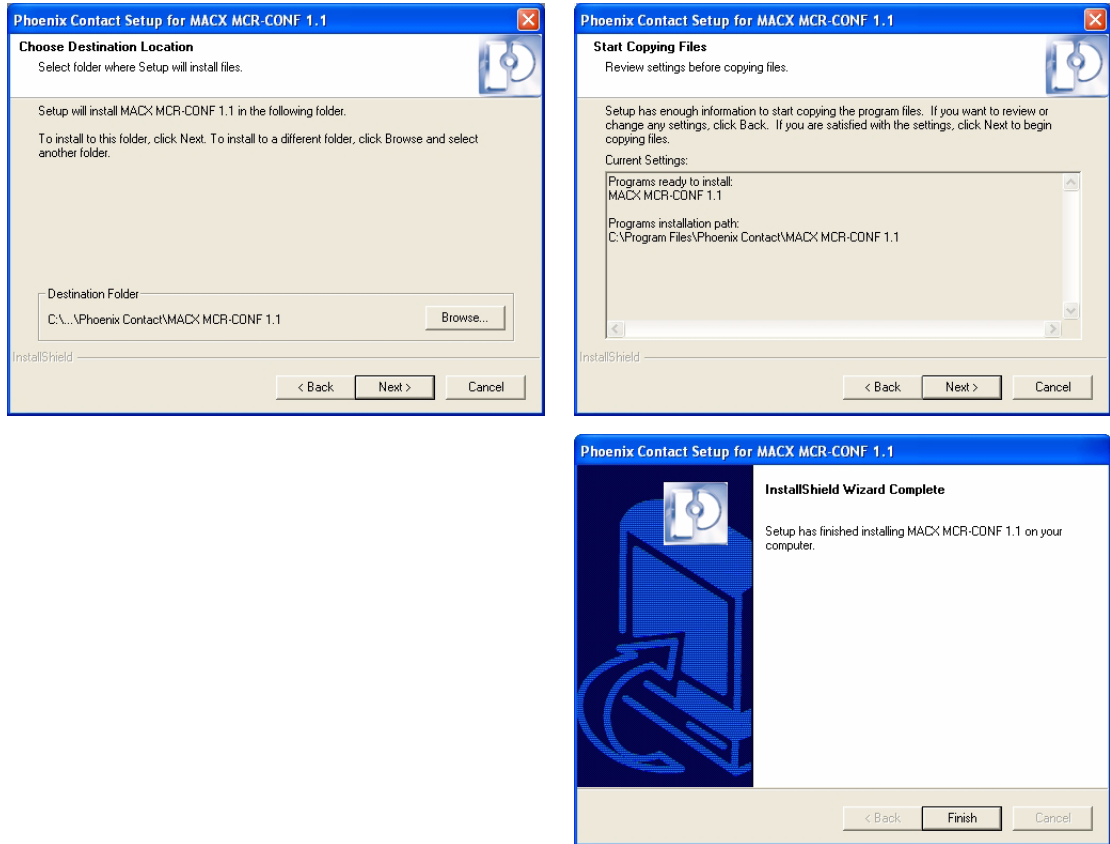 Phoenix Contact Setup for MACX MCR-CONF 1.1
Choose Destination Location
Select folder where Setup will install files.
Setup will install MACX MCR-CONF 1.1 in the following folder.
To install to this folder, click Next. To install to a different folder, click Browse and select
another folder.
Destination Folder
C:\...\Phoenix Contact\MACX MCR-CONF 1.1
Browse...
InstallShield
< Back
Next >
Cancel
Phoenix Contact Setup for MACX MCR-CONF 1.1
Start Copying Files
Review settings before copying files.
Setup has enough information to start copying the program files. If you want to review or
change any settings, click Back. If you are satisfied with the settings, click Next to begin
copying files.
Current Settings:
Programs ready to install:
MACX MCR-CONF 1.1
Programs installation path:
C:\Program Files\Phoenix Contact\MACX MCR-CONF 1.1
InstallShield
< Back
Next >
Cancel
Phoenix Contact Setup for MACX MCR-CONF 1.1
InstallShield Wizard Complete
Setup has finished installing MACX MCR-CONF 1.1 on your
computer.
< Back
Finish
Cancel